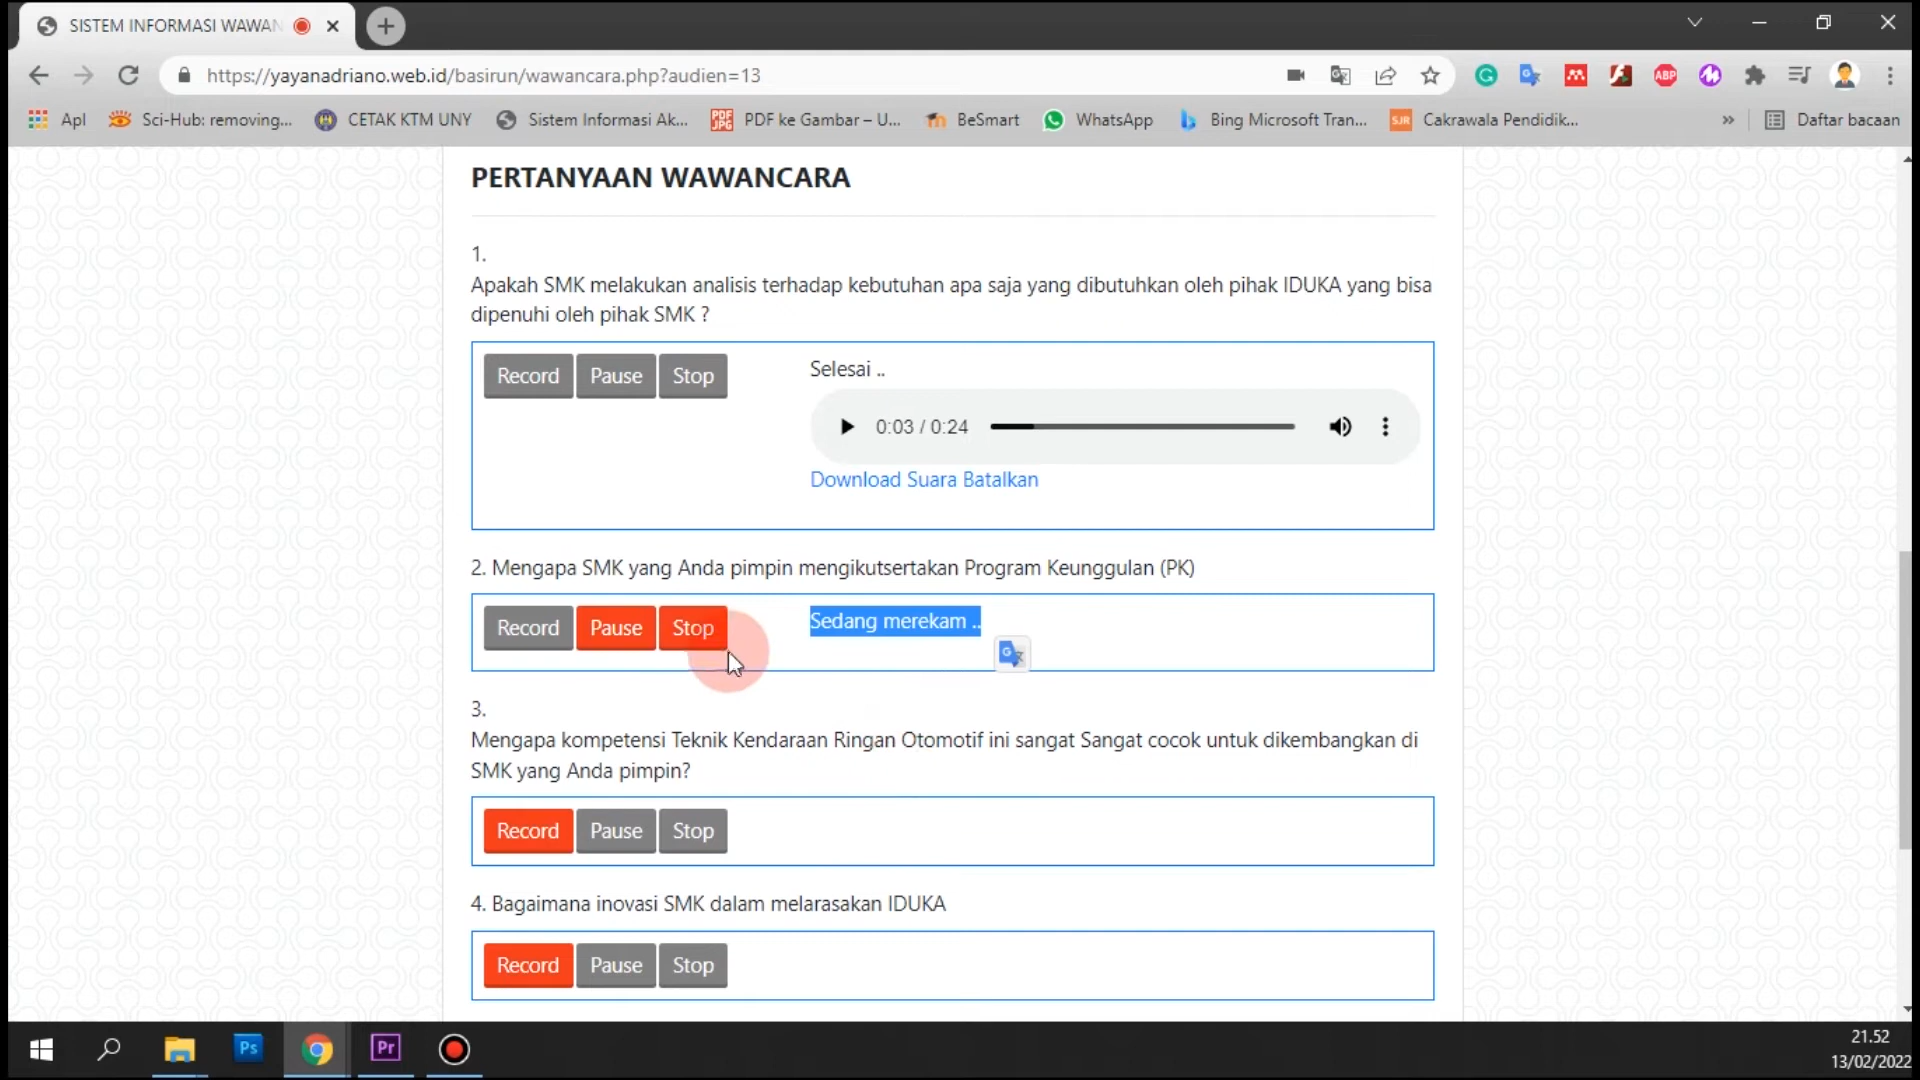 SISTEM INFORMASI WAWAN
https://yayanadriano.web.id/basirun/wawancara.php?audien=13
Apl
Sci-Hub: removing...
CETAK KTM UNY
Sistem Informasi Ak...
PDF ke Gambar – U...
BeSmart
WhatsApp
Bing Microsoft Tran...
Cakrawala Pendidik...
»
Daftar bacaan
PERTANYAAN WAWANCARA
1.
Apakah SMK melakukan analisis terhadap kebutuhan apa saja yang dibutuhkan oleh pihak IDUKA yang bisa
dipenuhi oleh pihak SMK ?
Record Pause Stop
Selesai ..
0:03 / 0:24
Download Suara Batalkan
2. Mengapa SMK yang Anda pimpin mengikutsertakan Program Keunggulan (PK)
Record Pause Stop
Sedang merekam ..
3.
Mengapa kompetensi Teknik Kendaraan Ringan Otomotif ini sangat Sangat cocok untuk dikembangkan di
SMK yang Anda pimpin?
Record Pause Stop
4. Bagaimana inovasi SMK dalam melarasakan IDUKA
Record Pause Stop
Ps
Pr
21.52
13/02/2022